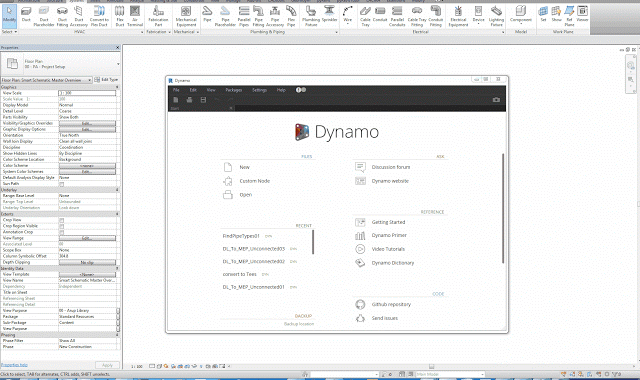 Modify
Duct
Duct Placeholder
Duct Fitting
Duct Accessory
Convert to Flex Duct
Flex Duct
Air Terminal
Fabrication Part
Mechanical Equipment
Pipe
Pipe Placeholder
Parallel Pipes
Pipe Fitting
Pipe Accessory
Flex Pipe
Plumbing Fixture
Sprinkler
Wire
Cable Tray
Conduit
Parallel Conduits
Cable Tray Fitting
Conduit Fitting
Electrical Equipment
Device
Lighting Fixture
Component
Set
Show
Ref Plane
Viewer
Select
HVAC
Fabrication
Mechanical
Plumbing & Piping
Electrical
Model
Work Plane
Properties
Floor Plan
00 - RA - Project Setup
Floor Plan: Smart Schematic Master Overview
Edit Type
Graphics
View Scale 1 : 100
Scale Value 1: 100
Display Model Normal
Detail Level Coarse
Parts Visibility Show Both
Visibility/Graphics Overrides Edit...
Graphic Display Options Edit...
Orientation True North
Wall Join Display Clean all wall joins
Discipline Coordination
Show Hidden Lines By Discipline
Color Scheme Location Background
Color Scheme <none>
System Color Schemes Edit...
Default Analysis Display Style None
Sun Path
Underlay
Range: Base Level None
Range: Top Level Unbounded
Underlay Orientation Look down
Extents
Crop View
Crop Region Visible
Annotation Crop
View Range Edit...
Associated Level 00
Scope Box None
Column Symbolic Offset 304.8
Depth Clipping No clip
Identity Data
View Template <None>
View Name Smart Schematic Master Over...
Dependency Independent
Title on Sheet
Referencing Sheet
Referencing Detail
View Purpose 00 - Arup Library
Package Standard Resources
Sub-Package Content
View Purpose
Phasing
Phase Filter Show All
Phase New Construction
Properties help
Apply
Dynamo
File
Edit
View
Packages
Settings
Help
Dynamo
FILES
New
Custom Node
Open
RECENT
FindPipeTypes01
DL_To_MEP_Unconnected03
DL_To_MEP_Unconnected02
convert to Tees
DL_To_MEP_Unconnected01
BACKUP
Backup location
ASK
Discussion forum
Dynamo website
REFERENCE
Getting Started
Dynamo Primer
Video Tutorials
Dynamo Dictionary
CODE
Github repository
Send issues
1 : 100
Click to select, TAB for alternates, CTRL adds, SHIFT unselects.
Main Model